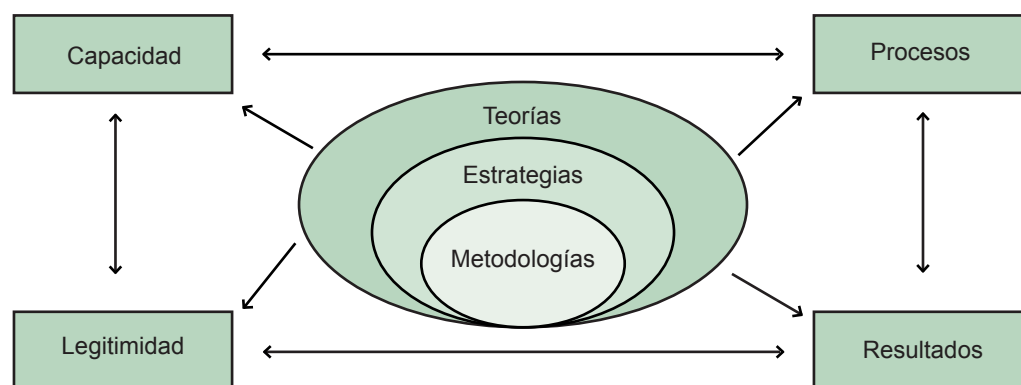 Capacidad
Procesos
Teorías
Estrategias
Metodologías
Legitimidad
Resultados